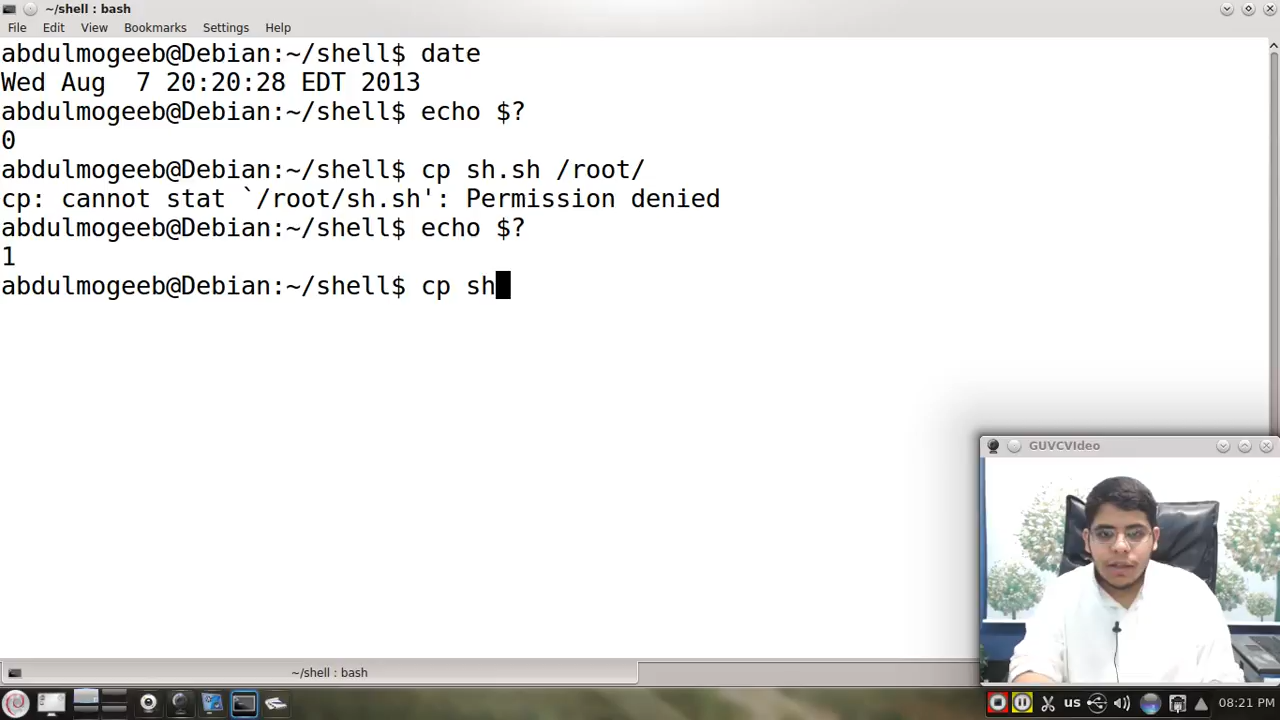 ~/shell : bash
File Edit View Bookmarks Settings Help
abdulmogeeb@Debian:~/shell$ date
Wed Aug  7 20:20:28 EDT 2013
abdulmogeeb@Debian:~/shell$ echo $?
0
abdulmogeeb@Debian:~/shell$ cp sh.sh /root/
cp: cannot stat `/root/sh.sh': Permission denied
abdulmogeeb@Debian:~/shell$ echo $?
1
abdulmogeeb@Debian:~/shell$ cp sh
GUVCVideo
~/shell : bash
us
08:21 PM